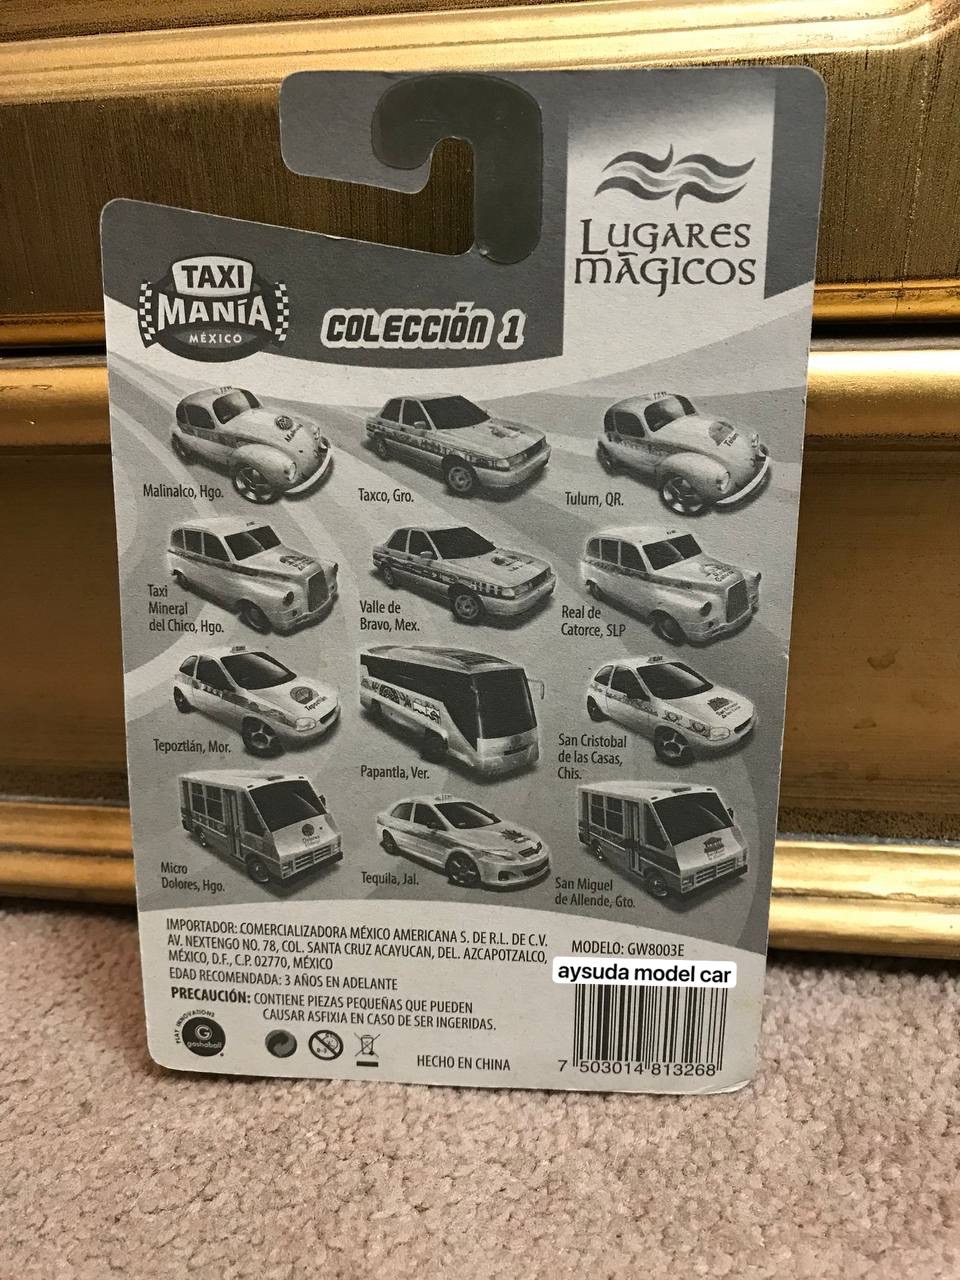 LUGARES
MÁGICOS
TAXI
MANÍA
MÉXICO
COLECCIÓN 1
Malinalco, Hgo.
Taxco, Gro.
Tulum, QR.
Taxi
Mineral
del Chico, Hgo.
Valle de
Bravo, Mex.
Real de
Catorce, SLP
Tepoztlán, Mor.
Papantla, Ver.
San Cristobal
de las Casas,
Chis.
Micro
Dolores, Hgo.
Tequila, Jal.
San Miguel
de Allende, Gto.
IMPORTADOR: COMERCIALIZADORA MÉXICO AMERICANA S. DE R.L. DE C.V.
AV. NEXTENGO NO. 78, COL. SANTA CRUZ ACAYUCAN, DEL. AZCAPOTZALCO,
MÉXICO, D.F., C.P. 02770, MÉXICO
EDAD RECOMENDADA: 3 AÑOS EN ADELANTE
PRECAUCIÓN: CONTIENE PIEZAS PEQUEÑAS QUE PUEDEN
CAUSAR ASFIXIA EN CASO DE SER INGERIDAS.
MODELO: GW8003E
aysuda model car
PLAY INNOVATIONS
G
goshaball
0-3
HECHO EN CHINA
7 503014 813268